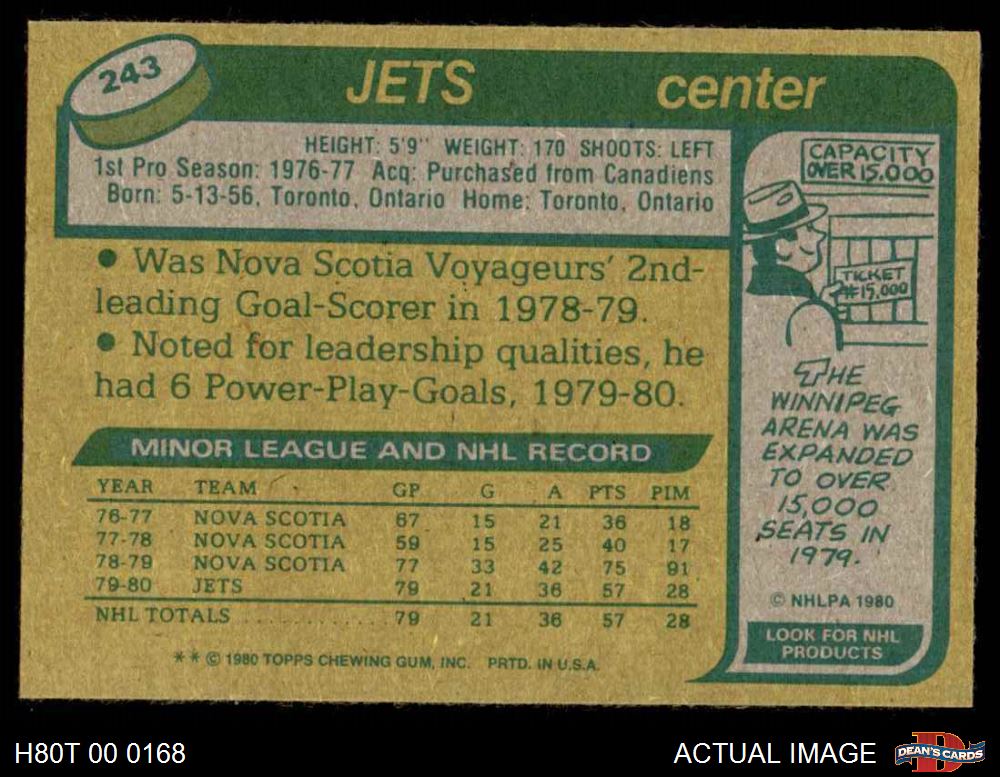 243
JETS center
HEIGHT: 5'9" WEIGHT: 170 SHOOTS: LEFT
1st Pro Season: 1976-77 Acq: Purchased from Canadiens
Born: 5-13-56, Toronto, Ontario Home: Toronto, Ontario
• Was Nova Scotia Voyageurs' 2nd-
leading Goal-Scorer in 1978-79.
• Noted for leadership qualities, he
had 6 Power-Play-Goals, 1979-80.
MINOR LEAGUE AND NHL RECORD
YEAR TEAM GP G A PTS PIM
76-77 NOVA SCOTIA 67 15 21 36 18
77-78 NOVA SCOTIA 59 15 25 40 17
78-79 NOVA SCOTIA 77 33 42 75 91
79-80 JETS 79 21 36 57 28
NHL TOTALS ............ 79 21 36 57 28
** © 1980 TOPPS CHEWING GUM, INC. PRTD. IN U.S.A.
CAPACITY
OVER 15,000
TICKET
#15,000
THE
WINNIPEG
ARENA WAS
EXPANDED
TO OVER
15,000
SEATS IN
1979.
© NHLPA 1980
LOOK FOR NHL
PRODUCTS
H80T 00 0168
ACTUAL IMAGE
D
DEAN'S CARDS